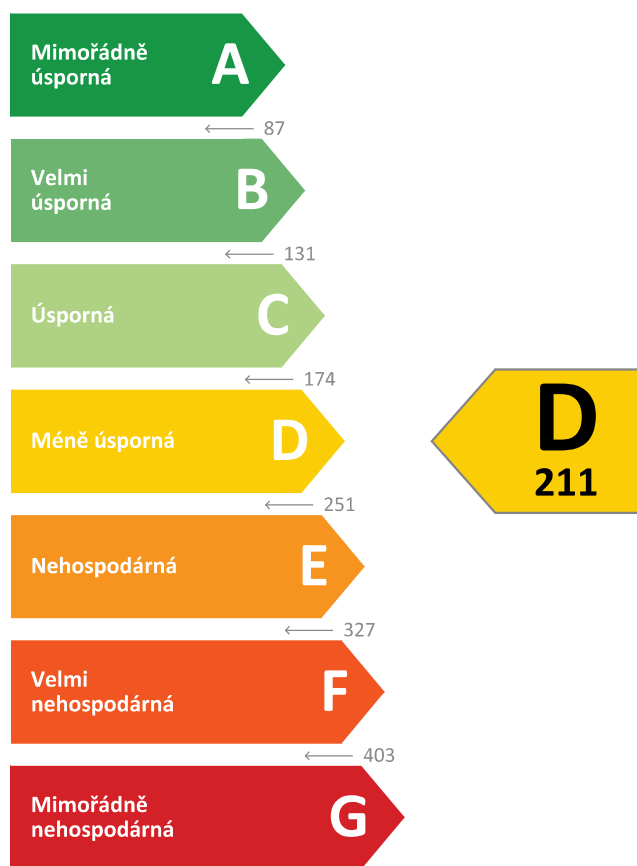 Mimořádně
úsporná
A
87
Velmi
úsporná
B
131
Úsporná
C
174
Méně úsporná
D
D
211
251
Nehospodárná
E
327
Velmi
nehospodárná
F
403
Mimořádně
nehospodárná
G